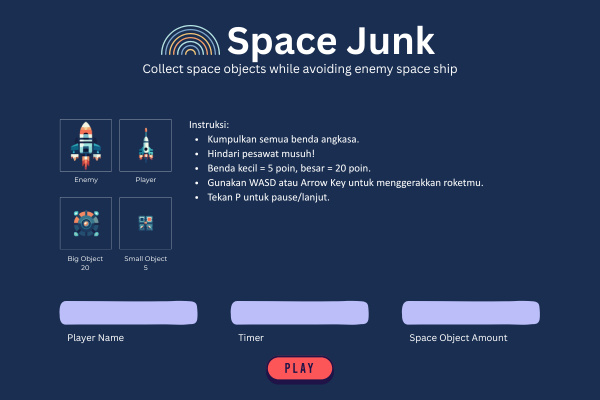 Space Junk
Collect space objects while avoiding enemy space ship
Instruksi:
• Kumpulkan semua benda angkasa.
• Hindari pesawat musuh!
• Benda kecil = 5 poin, besar = 20 poin.
• Gunakan WASD atau Arrow Key untuk menggerakkan roketmu.
• Tekan P untuk pause/lanjut.
Enemy
Player
Big Object
20
Small Object
5
Player Name
Timer
Space Object Amount
PLAY